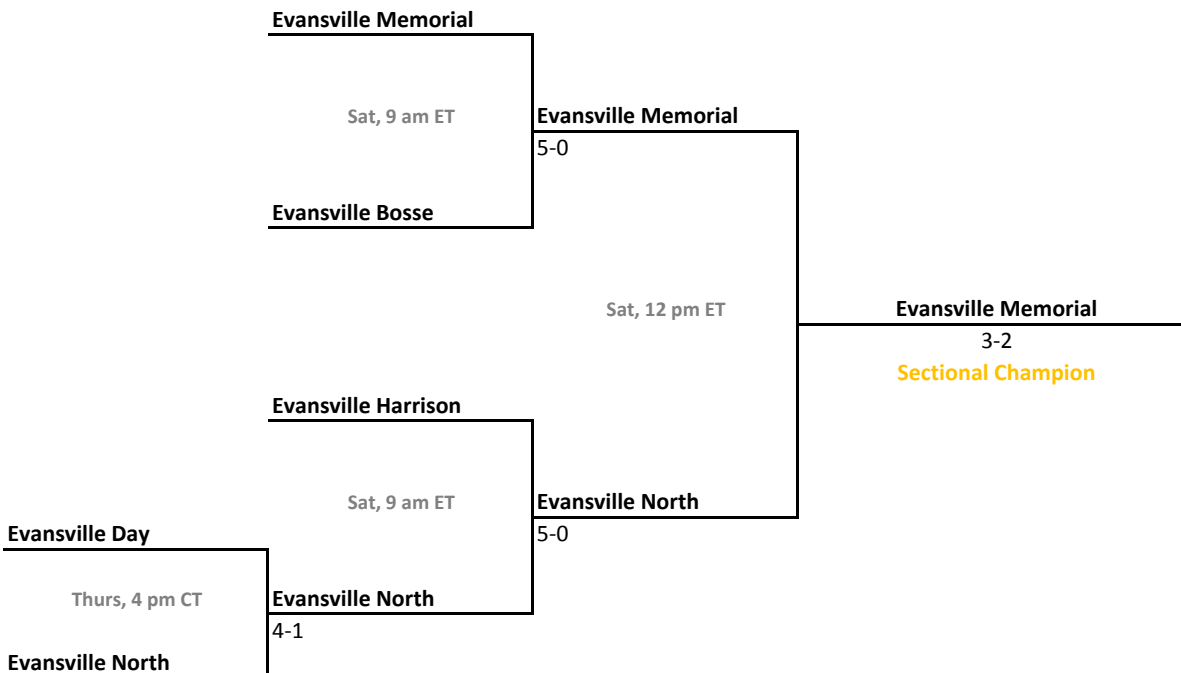 Evansville Memorial
Sat, 9 am ET
Evansville Memorial
5-0
Evansville Bosse
Sat, 12 pm ET
Evansville Memorial
3-2
Sectional Champion
Evansville Harrison
Sat, 9 am ET
Evansville North
5-0
Evansville Day
Thurs, 4 pm CT
Evansville North
4-1
Evansville North